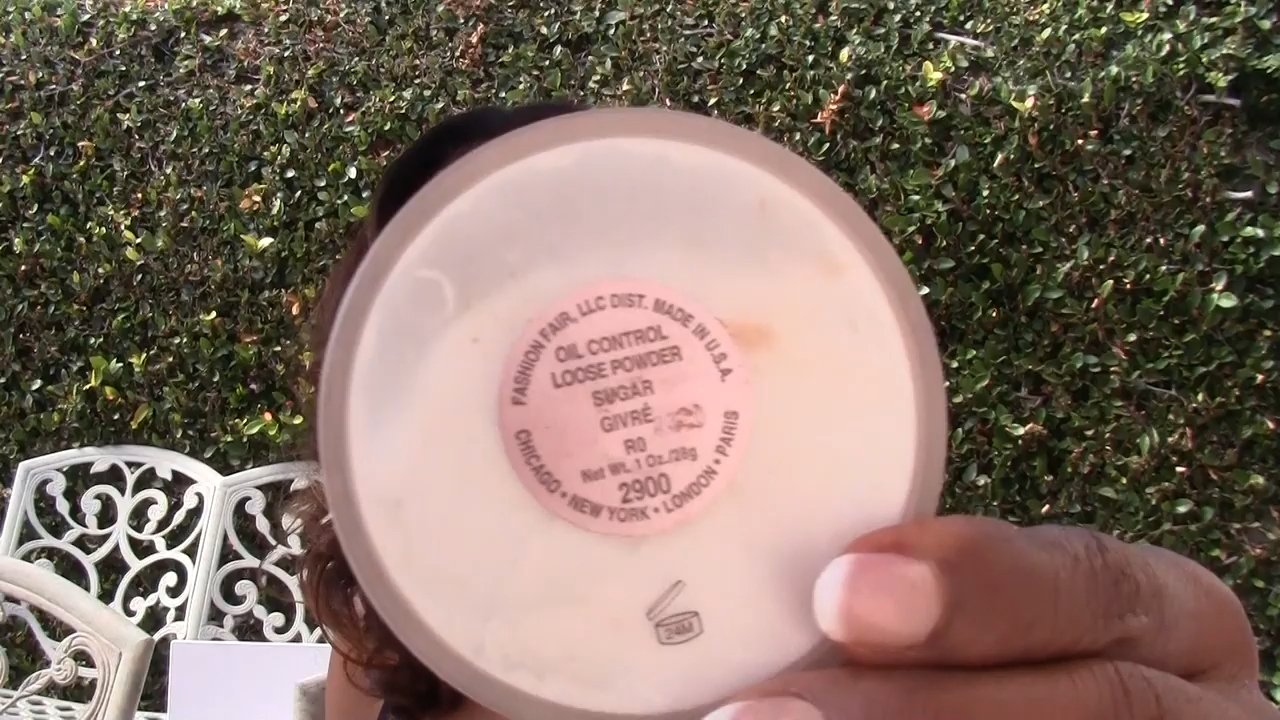 FASHION FAIR, LLC DIST. MADE IN U.S.A.
OIL CONTROL
LOOSE POWDER
SUGAR
GIVRÉ
R0
Net Wt. 1 Oz./28g
2900
CHICAGO • NEW YORK • LONDON • PARIS
24M